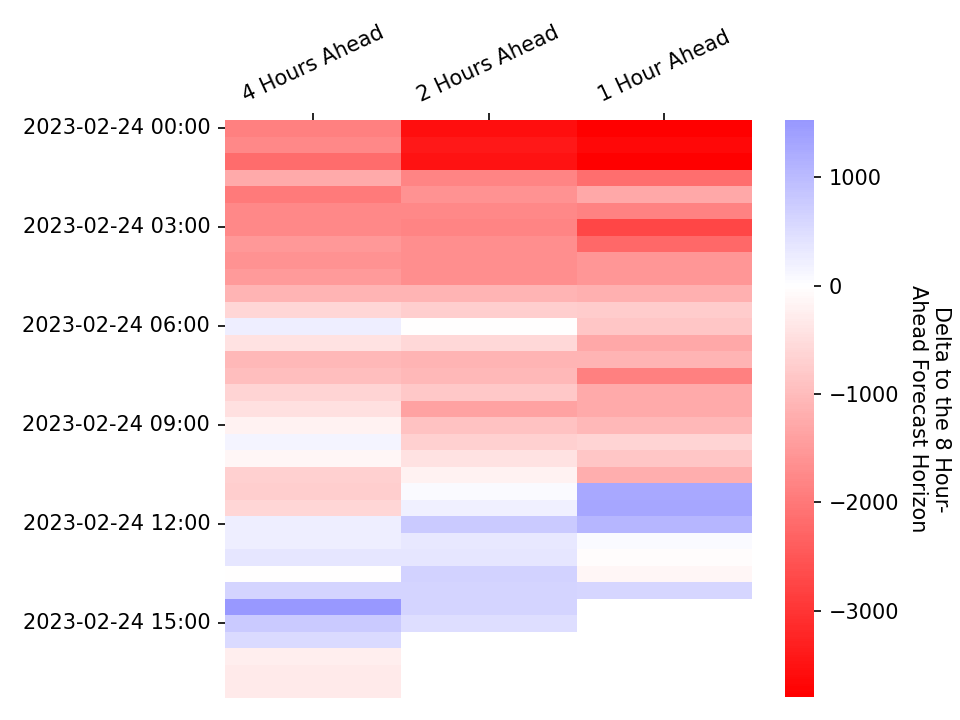 4 Hours Ahead
2 Hours Ahead
1 Hour Ahead
2023-02-24 00:00
2023-02-24 03:00
2023-02-24 06:00
2023-02-24 09:00
2023-02-24 12:00
2023-02-24 15:00
1000
0
−1000
−2000
−3000
Delta to the 8 Hour-
Ahead Forecast Horizon